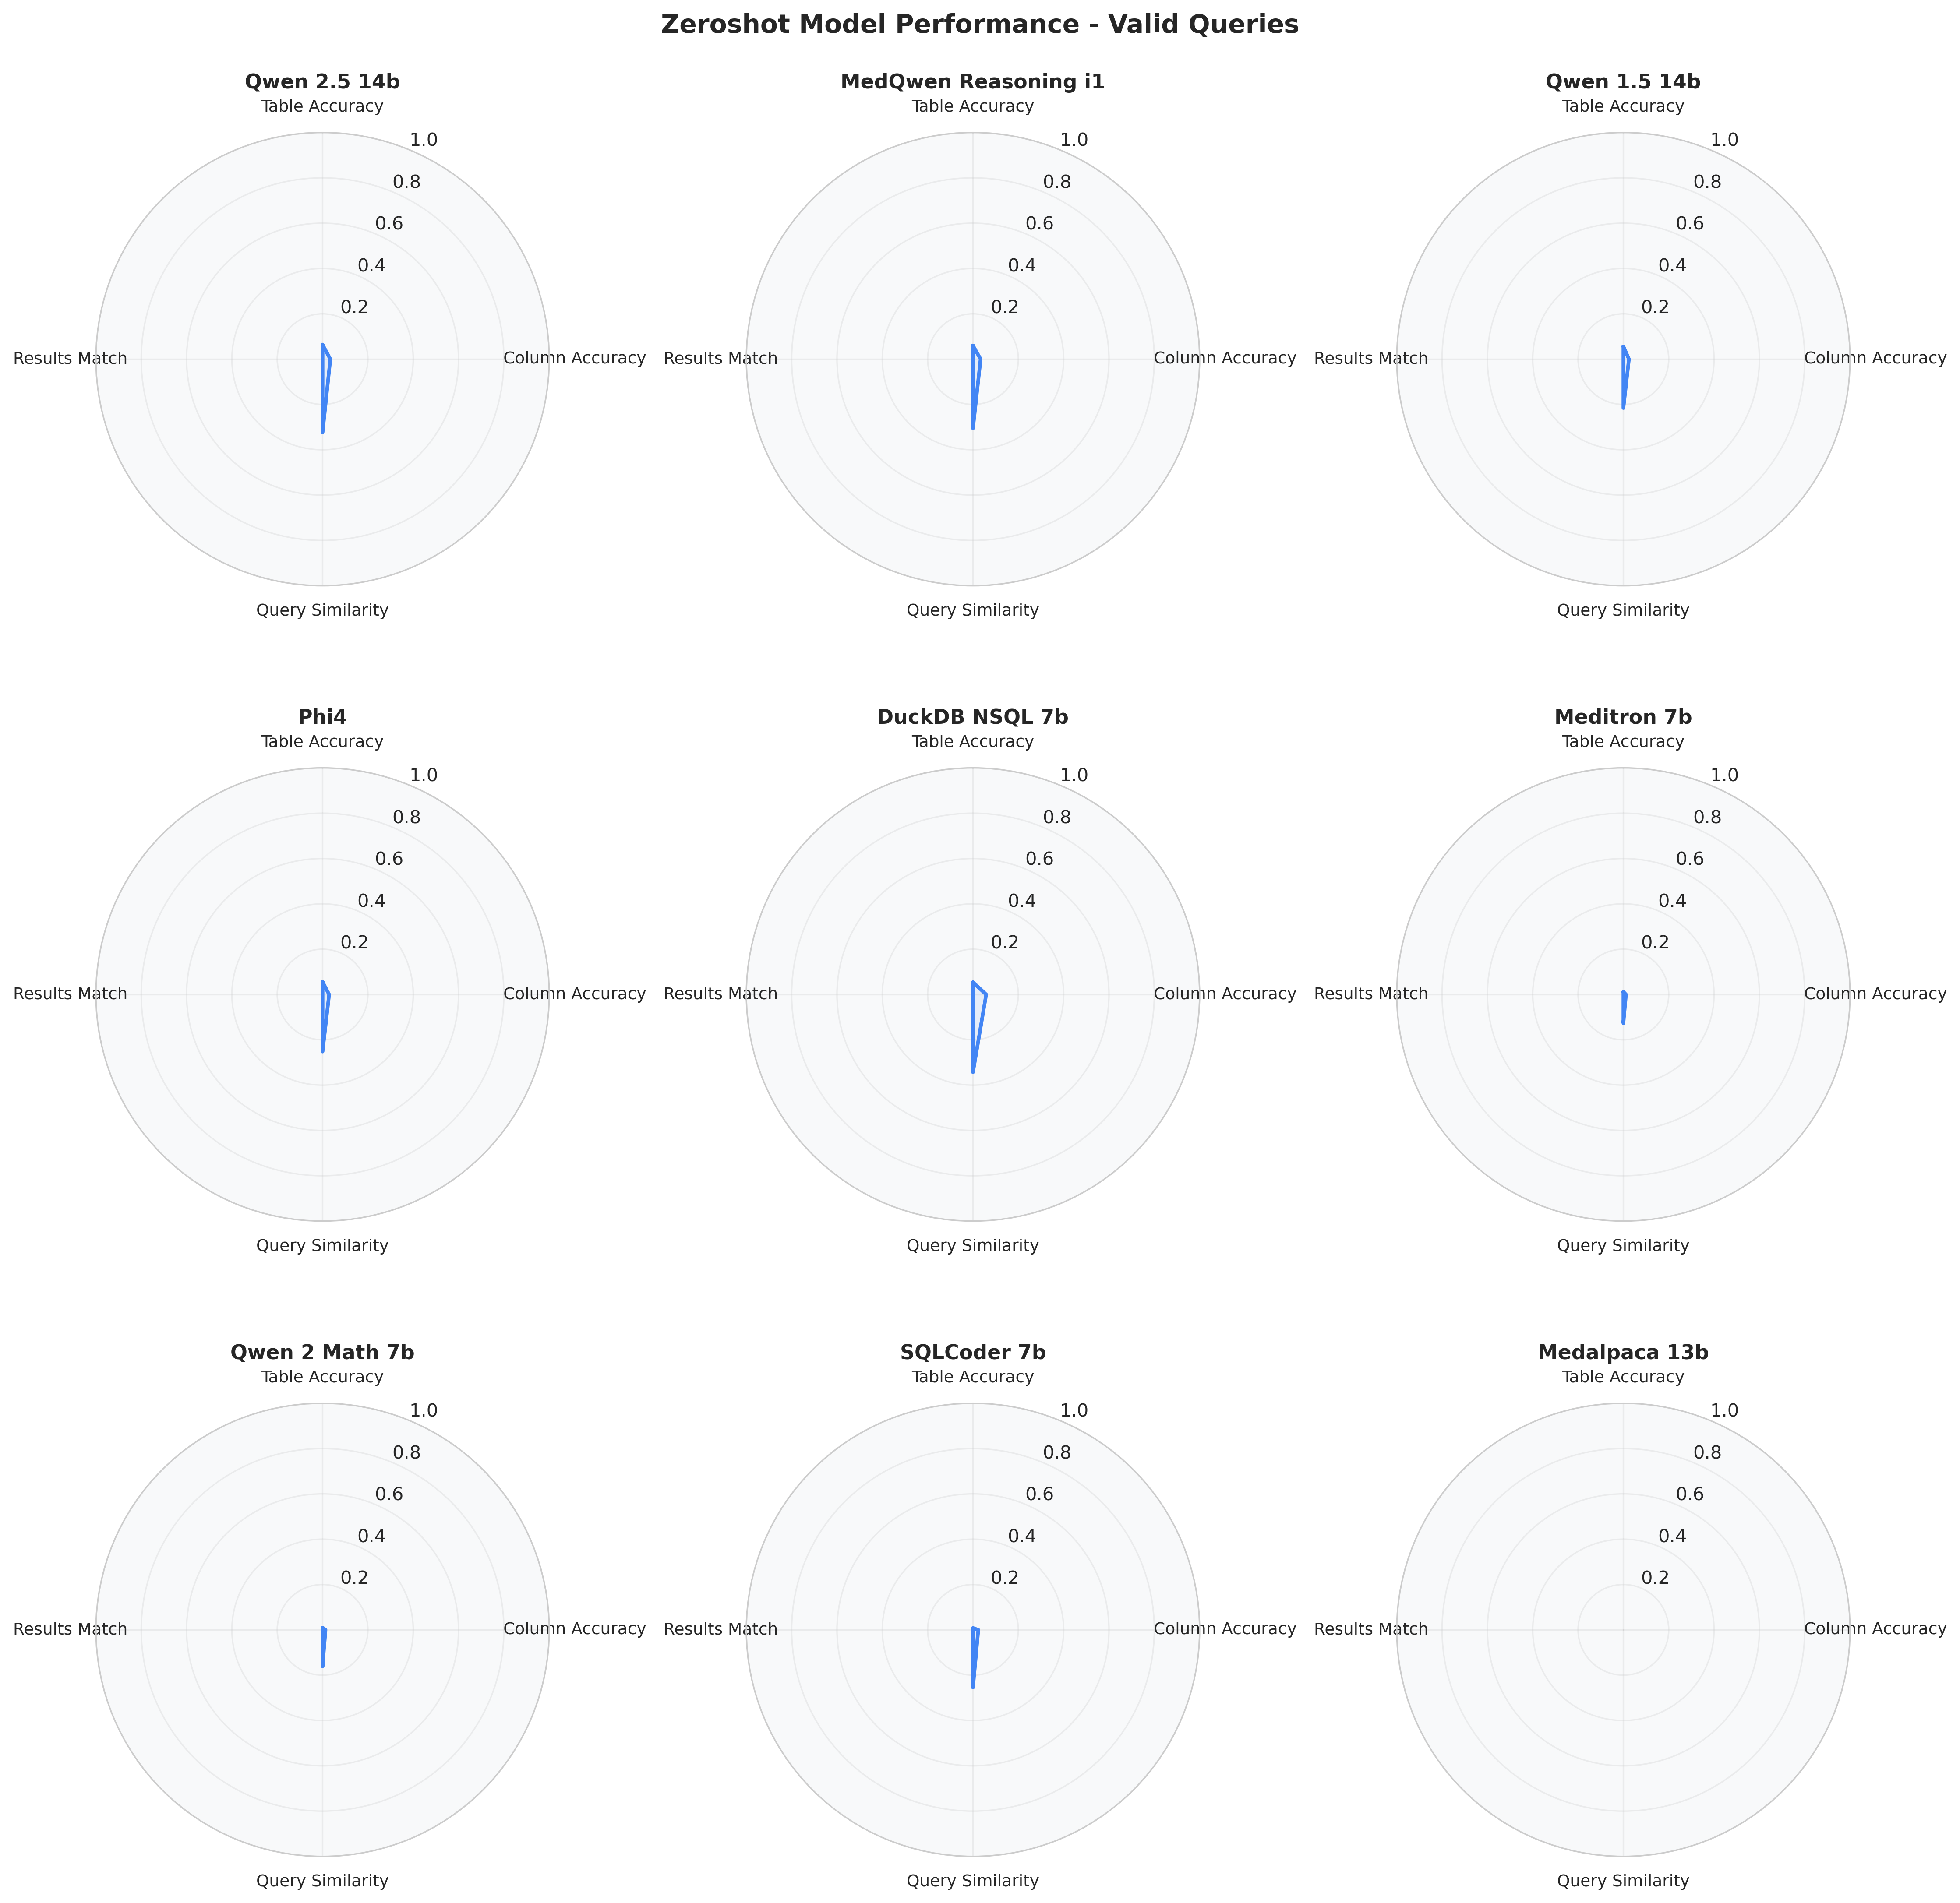 Zeroshot Model Performance - Valid Queries
Qwen 2.5 14b
Table Accuracy
1.0
0.8
0.6
0.4
0.2
Results Match
Column Accuracy
Query Similarity
MedQwen Reasoning i1
Table Accuracy
1.0
0.8
0.6
0.4
0.2
Results Match
Column Accuracy
Query Similarity
Qwen 1.5 14b
Table Accuracy
1.0
0.8
0.6
0.4
0.2
Results Match
Column Accuracy
Query Similarity
Phi4
Table Accuracy
1.0
0.8
0.6
0.4
0.2
Results Match
Column Accuracy
Query Similarity
DuckDB NSQL 7b
Table Accuracy
1.0
0.8
0.6
0.4
0.2
Results Match
Column Accuracy
Query Similarity
Meditron 7b
Table Accuracy
1.0
0.8
0.6
0.4
0.2
Results Match
Column Accuracy
Query Similarity
Qwen 2 Math 7b
Table Accuracy
1.0
0.8
0.6
0.4
0.2
Results Match
Column Accuracy
Query Similarity
SQLCoder 7b
Table Accuracy
1.0
0.8
0.6
0.4
0.2
Results Match
Column Accuracy
Query Similarity
Medalpaca 13b
Table Accuracy
1.0
0.8
0.6
0.4
0.2
Results Match
Column Accuracy
Query Similarity